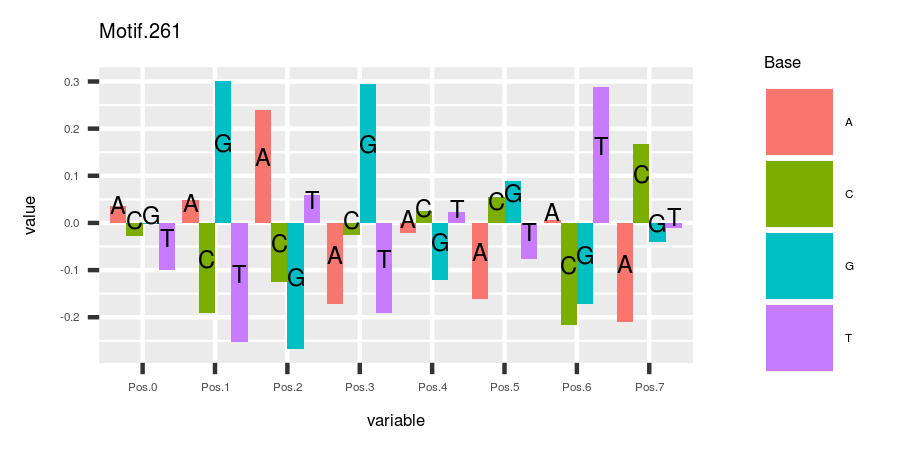 Motif.261
Base
0.3
0.2
0.1
0.0
-0.1
-0.2
value
A C G T A C G T A C G T A C G T A C G T A C G T A C G T A C G T
Pos.0 Pos.1 Pos.2 Pos.3 Pos.4 Pos.5 Pos.6 Pos.7
variable
A
C
G
T